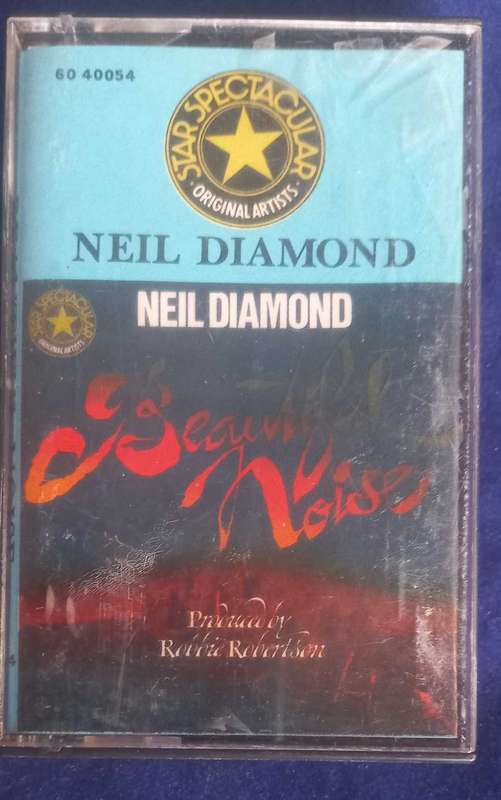 60 40054
STAR SPECTACULAR
· ORIGINAL ARTISTS ·
NEIL DIAMOND
NEIL DIAMOND
STAR SPECTACULAR
ORIGINAL ARTISTS
Beautiful
Noise
Produced by
Robbie Robertson
4